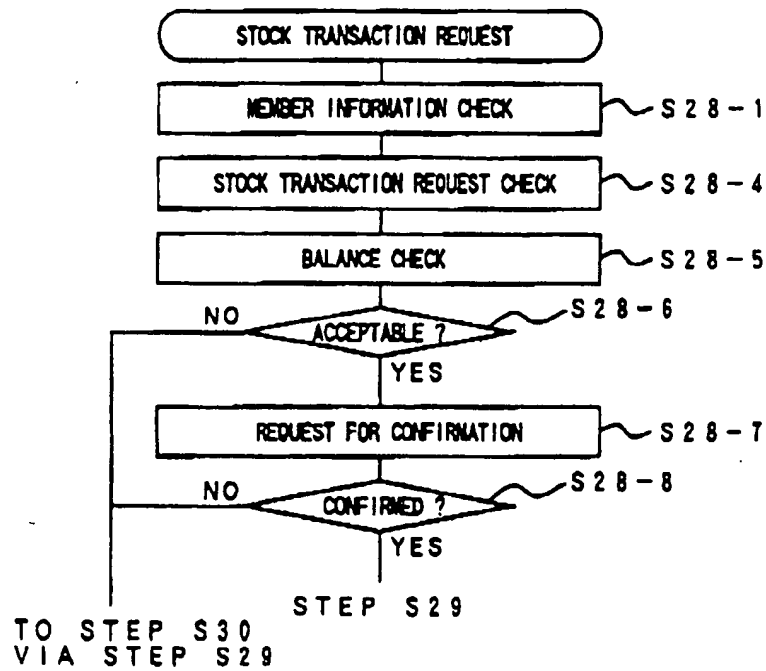 STOCK TRANSACTION REQUEST
MEMBER INFORMATION CHECK
S28-1
STOCK TRANSACTION REQUEST CHECK
S28-4
BALANCE CHECK
S28-5
S28-6
NO
ACCEPTABLE ?
YES
REQUEST FOR CONFIRMATION
S28-7
S28-8
NO
CONFIRMED ?
YES
STEP S29
TO STEP S30
VIA STEP S29